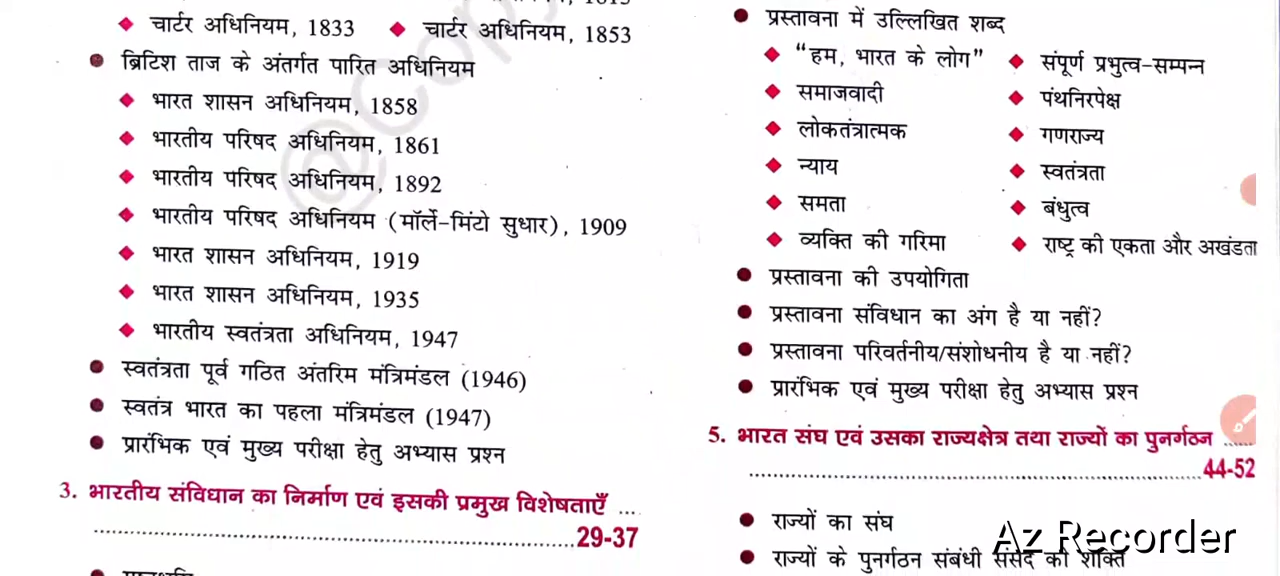 चार्टर अधिनियम, 1833 चार्टर अधिनियम, 1853
ब्रिटिश ताज के अंतर्गत पारित अधिनियम
भारत शासन अधिनियम, 1858
भारतीय परिषद अधिनियम, 1861
भारतीय परिषद अधिनियम, 1892
भारतीय परिषद अधिनियम (मॉर्ले-मिंटो सुधार), 1909
भारत शासन अधिनियम, 1919
भारत शासन अधिनियम, 1935
भारतीय स्वतंत्रता अधिनियम, 1947
स्वतंत्रता पूर्व गठित अंतरिम मंत्रिमंडल (1946)
स्वतंत्र भारत का पहला मंत्रिमंडल (1947)
प्रारंभिक एवं मुख्य परीक्षा हेतु अभ्यास प्रश्न
3. भारतीय संविधान का निर्माण एवं इसकी प्रमुख विशेषताएँ ....
29-37
प्रस्तावना में उल्लिखित शब्द
“हम, भारत के लोग” संपूर्ण प्रभुत्व-सम्पन्न
समाजवादी पंथनिरपेक्ष
लोकतंत्रात्मक गणराज्य
न्याय स्वतंत्रता
समता बंधुत्व
व्यक्ति की गरिमा राष्ट्र की एकता और अखंडता
प्रस्तावना की उपयोगिता
प्रस्तावना संविधान का अंग है या नहीं?
प्रस्तावना परिवर्तनीय/संशोधनीय है या नहीं?
प्रारंभिक एवं मुख्य परीक्षा हेतु अभ्यास प्रश्न
5. भारत संघ एवं उसका राज्यक्षेत्र तथा राज्यों का पुनर्गठन ......
44-52
राज्यों का संघ
राज्यों के पुनर्गठन संबंधी संसद की शक्ति
Az Recorder